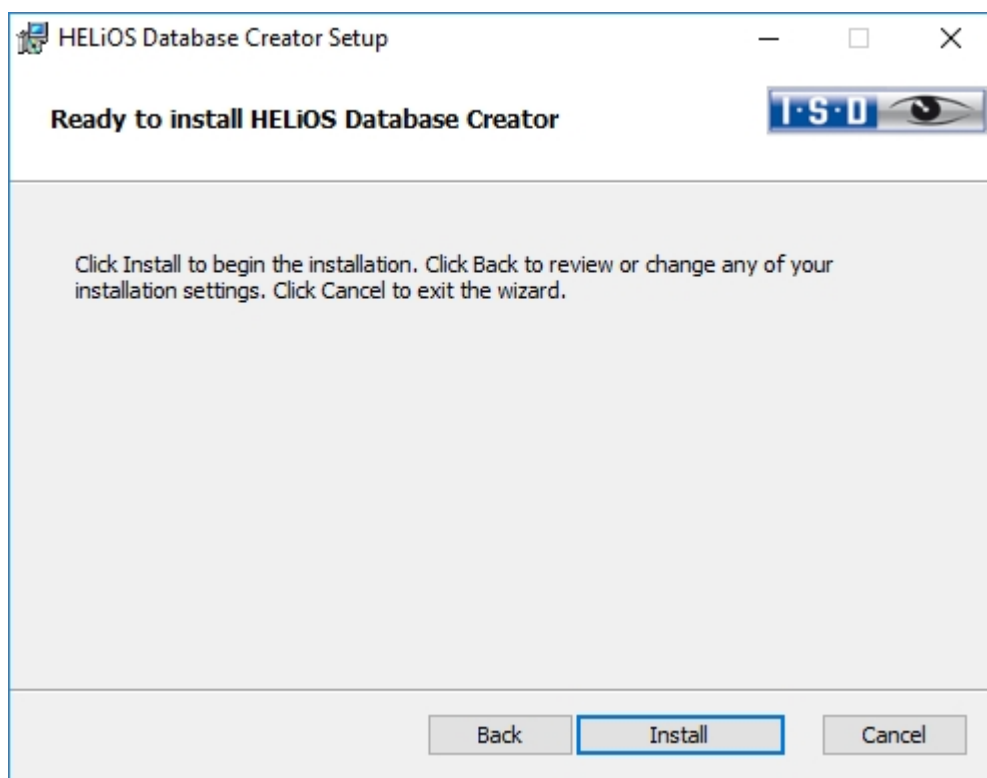 HELiOS Database Creator Setup
Ready to install HELiOS Database Creator
I·S·D
Click Install to begin the installation. Click Back to review or change any of your
installation settings. Click Cancel to exit the wizard.
Back
Install
Cancel